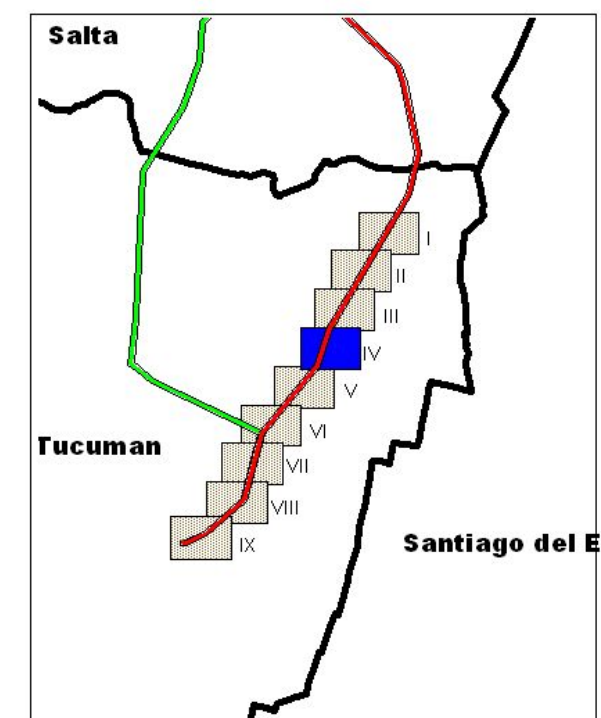 Salta
I
II
III
IV
V
VI
Tucuman
VII
VIII
Santiago del E
IX